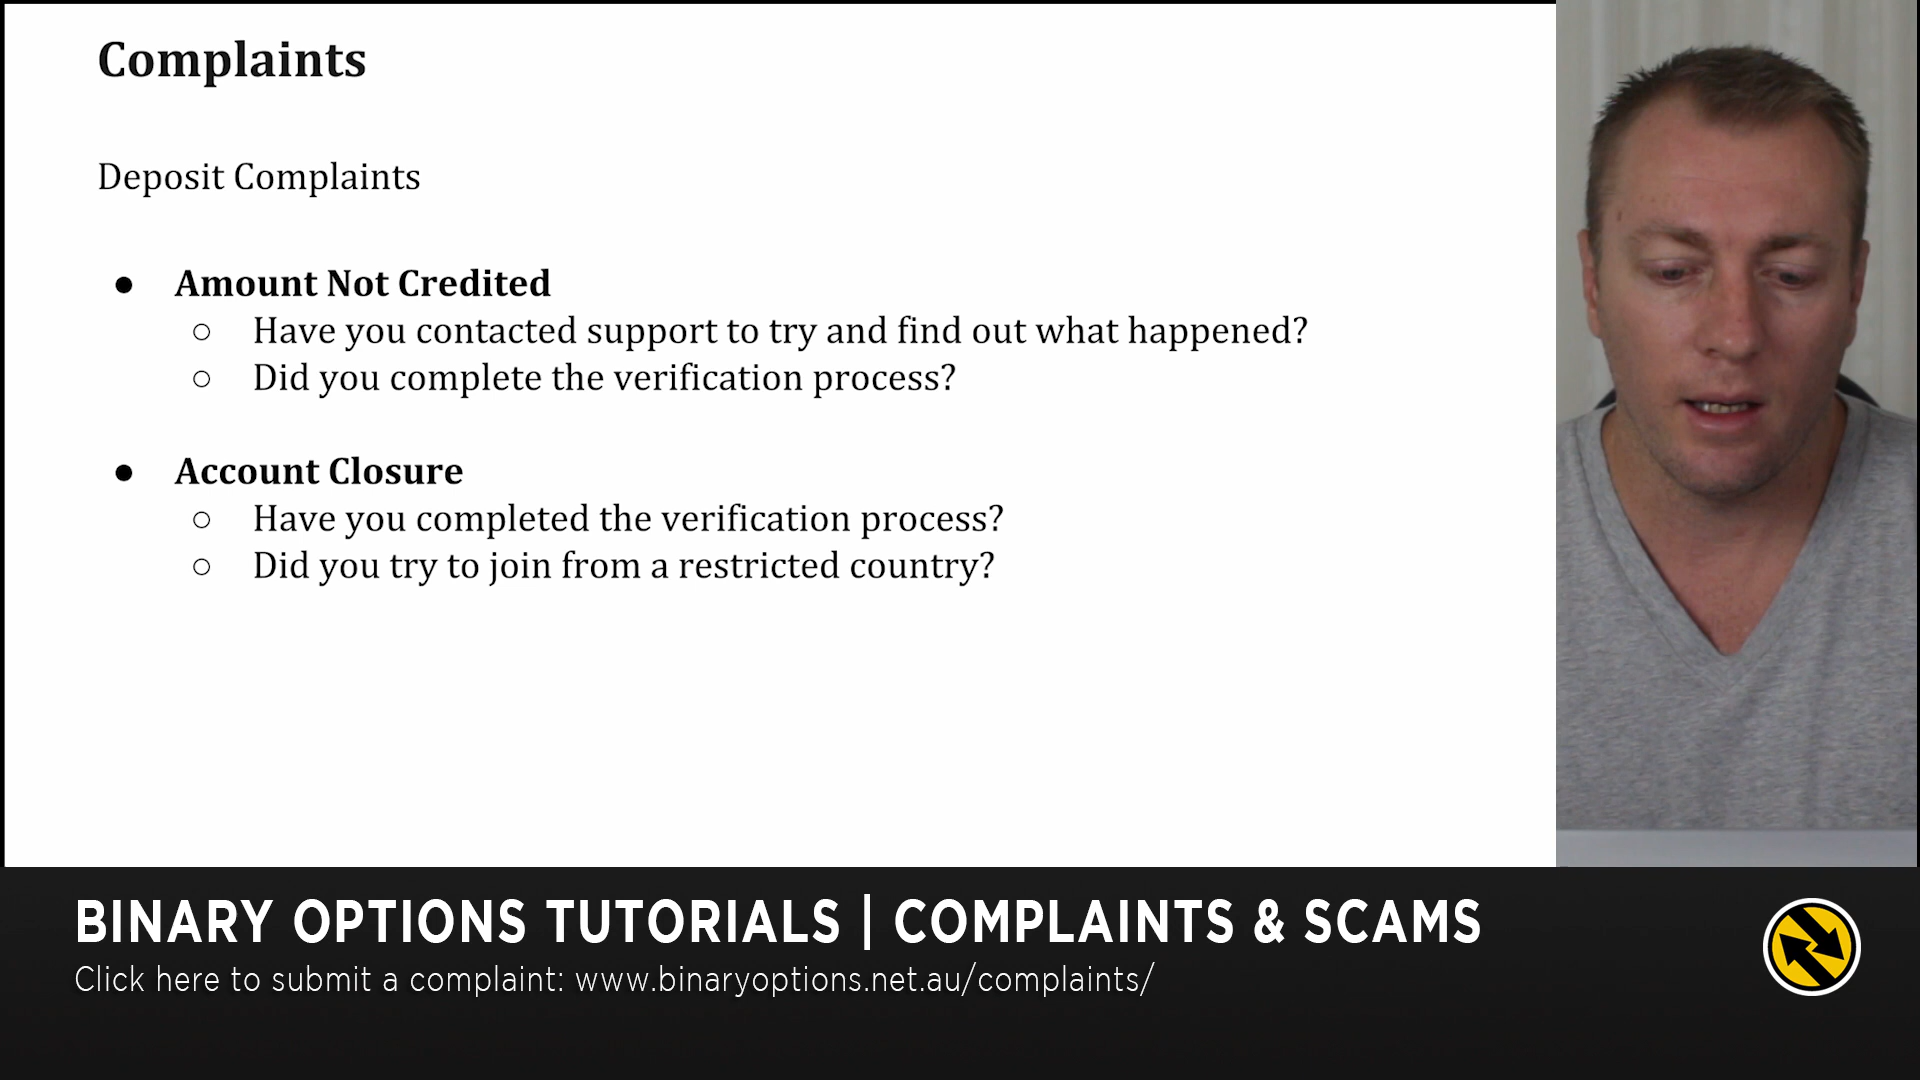 Complaints
Deposit Complaints
● Amount Not Credited
○ Have you contacted support to try and find out what happened?
○ Did you complete the verification process?
● Account Closure
○ Have you completed the verification process?
○ Did you try to join from a restricted country?
BINARY OPTIONS TUTORIALS | COMPLAINTS & SCAMS
Click here to submit a complaint: www.binaryoptions.net.au/complaints/